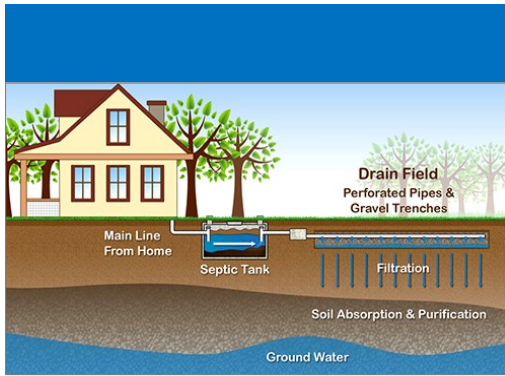 Drain Field
Perforated Pipes &
Gravel Trenches
Main Line
From Home
Septic Tank
Filtration
Soil Absorption & Purification
Ground Water